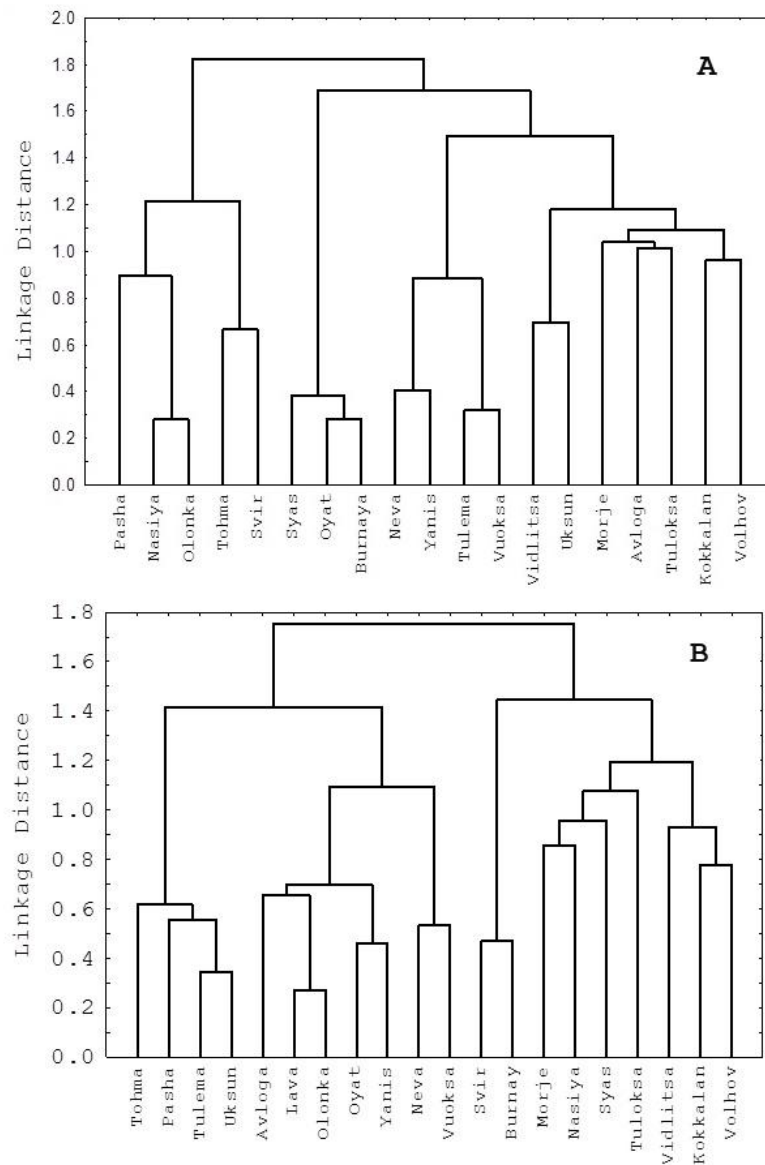 A
Linkage Distance
2.0
1.8
1.6
1.4
1.2
1.0
0.8
0.6
0.4
0.2
0.0
Pasha
Nasiya
Olonka
Tohma
Svir
Syas
Oyat
Burnaya
Neva
Yanis
Tulema
Vuoksa
Vidlitsa
Uksun
Morje
Avloga
Tuloksa
Kokkalan
Volhov
B
Linkage Distance
1.8
1.6
1.4
1.2
1.0
0.8
0.6
0.4
0.2
0.0
Tohma
Pasha
Tulema
Uksun
Avloga
Lava
Olonka
Oyat
Yanis
Neva
Vuoksa
Svir
Burnay
Morje
Nasiya
Syas
Tuloksa
Vidlitsa
Kokkalan
Volhov